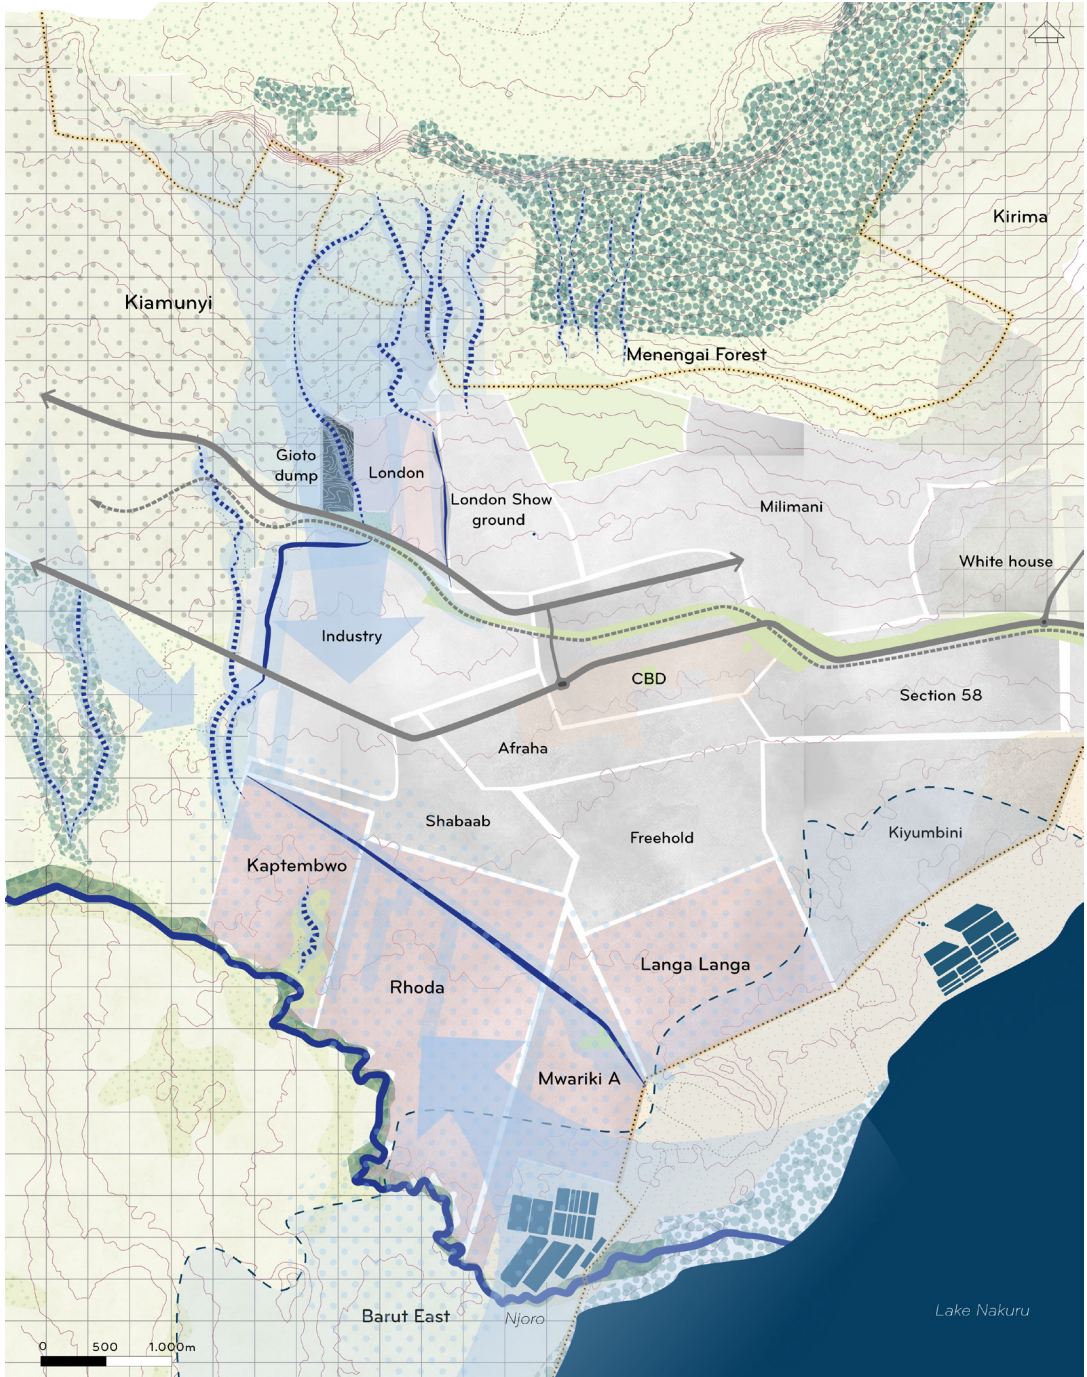 Kirima
Kiamunyi
Menengai Forest
Gioto
dump
London
London Show
ground
Milimani
White house
Industry
CBD
Section 58
Afraha
Shabaab
Freehold
Kiyumbini
Kaptembwo
Langa Langa
Rhoda
Mwariki A
Barut East
Njoro
Lake Nakuru
0 500 1.000m